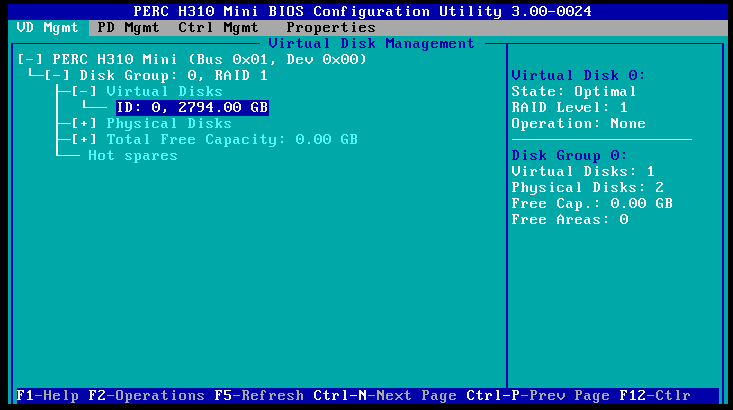 PERC H310 Mini BIOS Configuration Utility 3.00-0024
VD Mgmt PD Mgmt Ctrl Mgmt Properties
Virtual Disk Management
[-] PERC H310 Mini (Bus 0x01, Dev 0x00)
[-] Disk Group: 0, RAID 1
[-] Virtual Disks
ID: 0, 2794.00 GB
[+] Physical Disks
[+] Total Free Capacity: 0.00 GB
Hot spares
Virtual Disk 0:
State: Optimal
RAID Level: 1
Operation: None
Disk Group 0:
Virtual Disks: 1
Physical Disks: 2
Free Cap.: 0.00 GB
Free Areas: 0
F1-Help F2-Operations F5-Refresh Ctrl-N-Next Page Ctrl-P-Prev Page F12-Ctlr